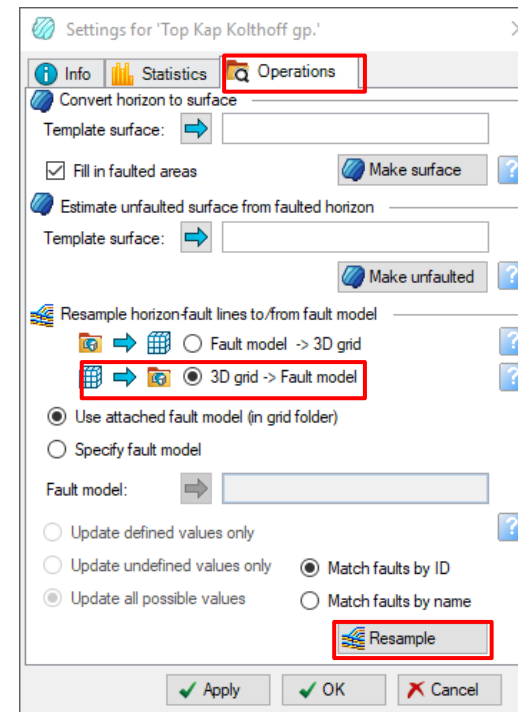 Settings for 'Top Kap Kolthoff gp.'
Info Statistics Operations
Convert horizon to surface
Template surface:
Fill in faulted areas Make surface ?
Estimate unfaulted surface from faulted horizon
Template surface:
Make unfaulted ?
Resample horizon-fault lines to/from fault model
Fault model -> 3D grid ?
3D grid -> Fault model ?
Use attached fault model (in grid folder)
Specify fault model
Fault model:
Update defined values only ?
Update undefined values only Match faults by ID
Update all possible values Match faults by name
Resample
Apply OK Cancel